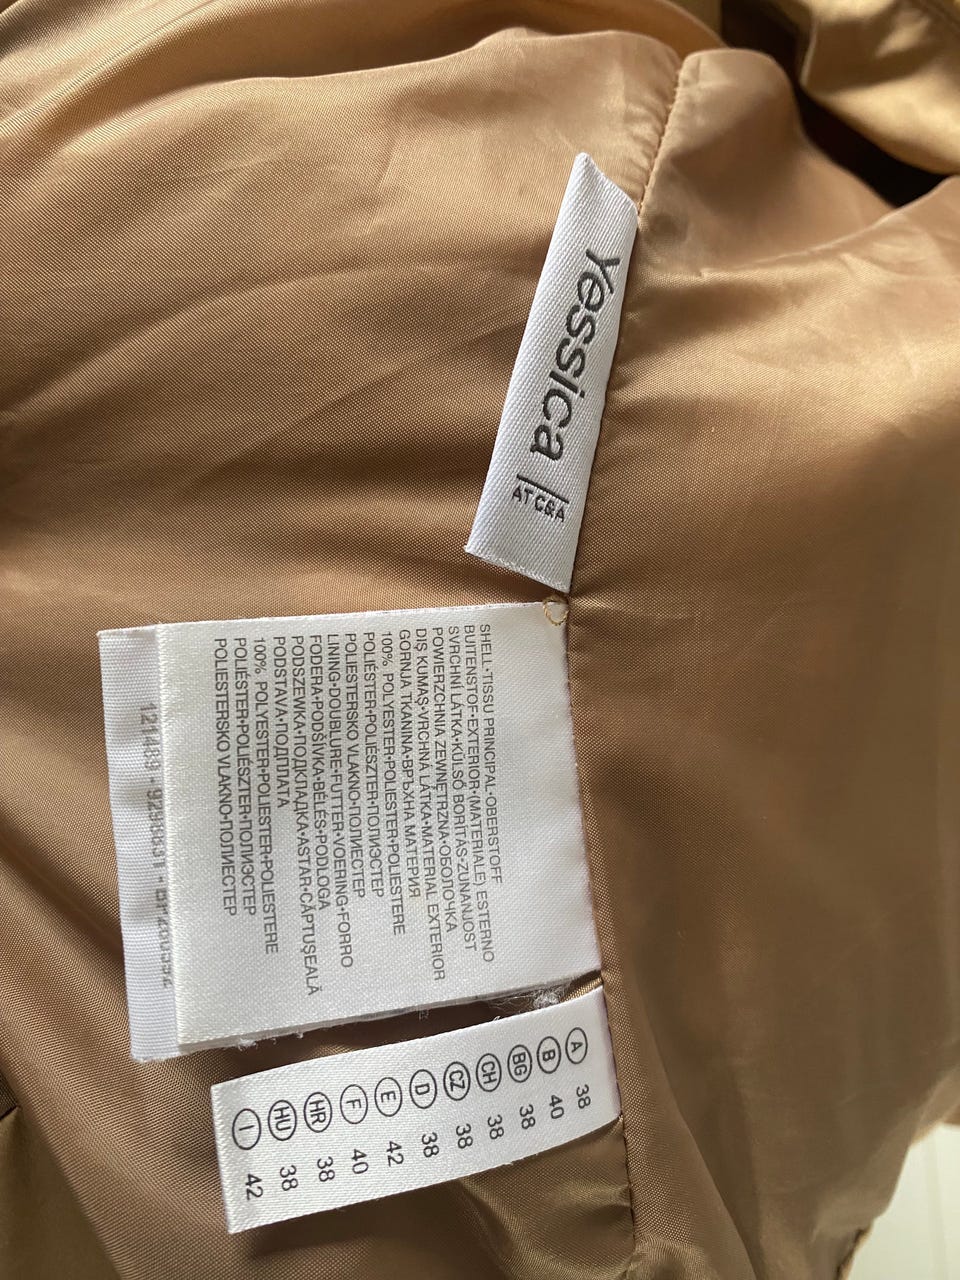 Yessica
AT C&A
SHELL•TISSU PRINCIPAL•OBERSTOFF
BUITENSTOF•EXTERIOR•(MATERIALE) ESTERNO
SVRCHNÍ LÁTKA•KÜLSŐ BORÍTÁS•ZUNANJOST
POWIERZCHNIA ZEWNĘTRZNA•ОБОЛОЧКА
DIŞ KUMAŞ•VRCHNÁ LÁTKA•MATERIAL EXTERIOR
GORNJA TKANINA•ВРЪХНА МАТЕРИЯ
100% POLYESTER•POLIESTER•POLIESTERE
POLIÉSTER•POLIÉSZTER•ПОЛИЭСТЕР
POLIESTERSKO VLAKNO•ПОЛИЕСТЕР
LINING•DOUBLURE•FUTTER•VOERING•FORRO
FODERA•PODŠÍVKA•BÉLÉS•PODLOGA
PODSZEWKA•ПОДКЛАДКА•ASTAR•CĂPTUŞEALĂ
PODSTAVA•ПОДПЛАТА
100% POLYESTER•POLIESTER•POLIESTERE
POLIÉSTER•POLIÉSZTER•ПОЛИЭСТЕР
POLIESTERSKO VLAKNO•ПОЛИЕСТЕР
A 38
B 40
BG 38
CH 38
CZ 38
D 38
E 42
F 40
HR 38
HU 38
I 42